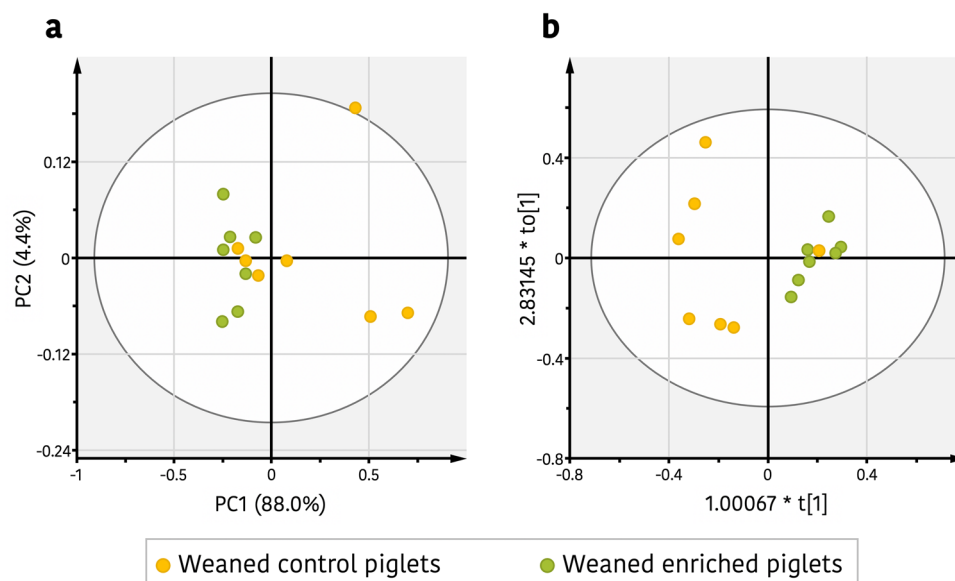 a
b
PC2 (4.4%)
0.12
0
-0.12
-0.24
-1
-0.5
0
0.5
PC1 (88.0%)
2.83145 * to[1]
0.4
0
-0.4
-0.8
-0.8
-0.4
0
0.4
1.00067 * t[1]
Weaned control piglets
Weaned enriched piglets